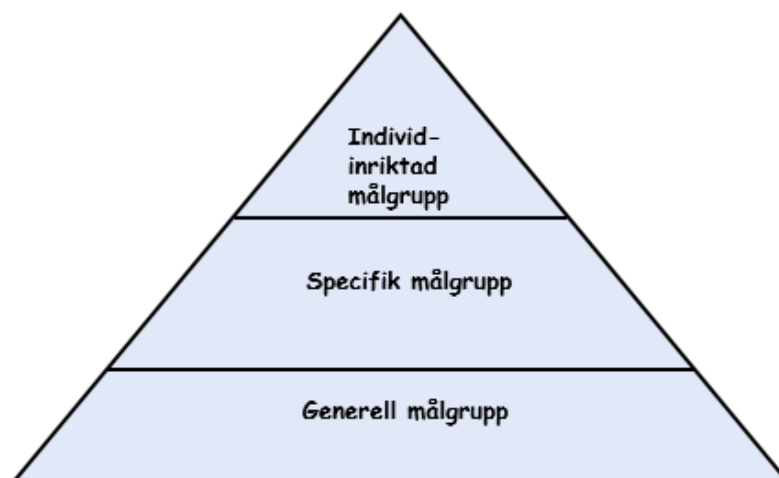 Individ-
inriktad
målgrupp
Specifik målgrupp
Generell målgrupp